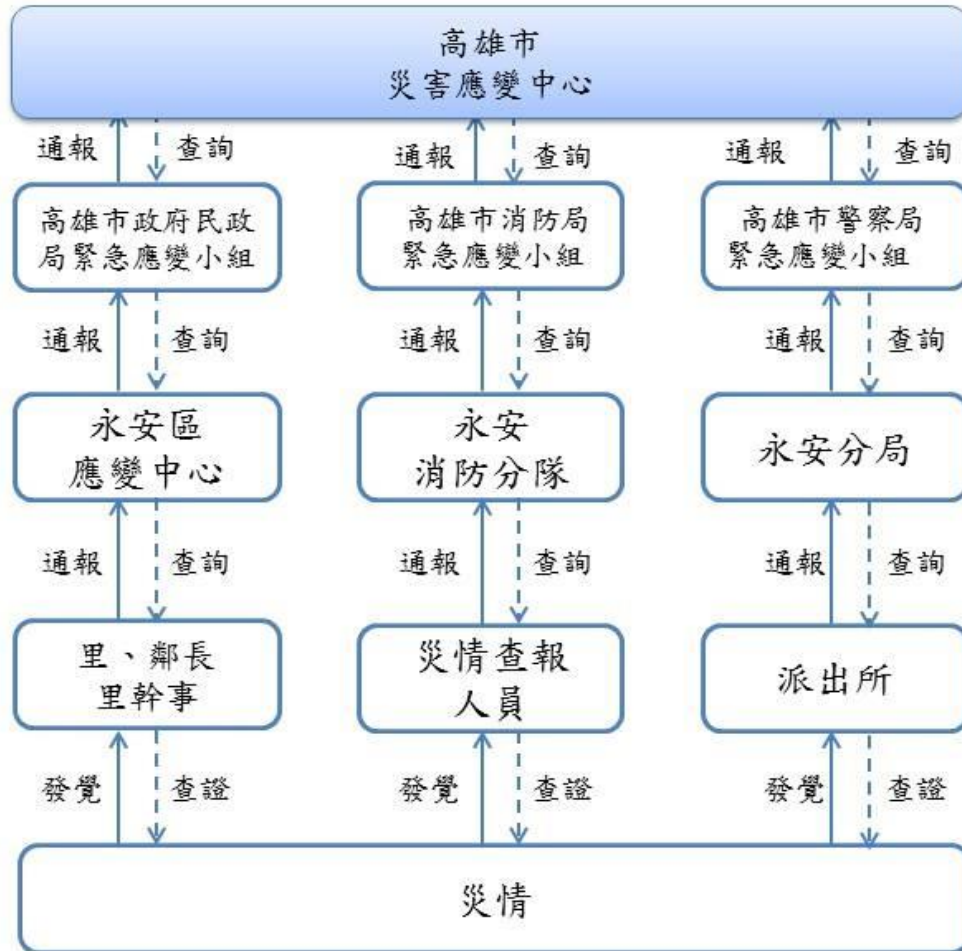 高雄市
災害應變中心
通報 查詢 通報 查詢 通報 查詢
高雄市政府民政
局緊急應變小組
高雄市消防局
緊急應變小組
高雄市警察局
緊急應變小組
通報 查詢 通報 查詢 通報 查詢
永安區
應變中心
永安
消防分隊
永安分局
通報 查詢 通報 查詢 通報 查詢
里、鄰長
里幹事
災情查報
人員
派出所
發覺 查證 發覺 查證 發覺 查證
災情